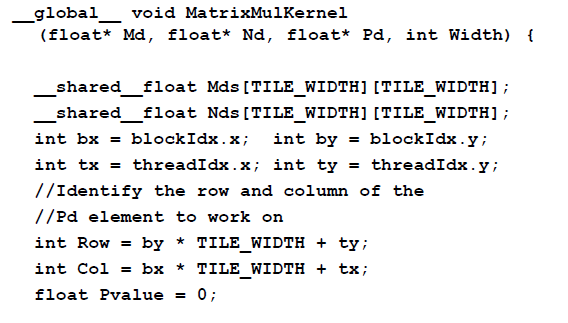 __global__ void MatrixMulKernel
(float* Md, float* Nd, float* Pd, int Width) {
__shared__float Mds[TILE_WIDTH][TILE_WIDTH];
__shared__float Nds[TILE_WIDTH][TILE_WIDTH];
int bx = blockIdx.x;  int by = blockIdx.y;
int tx = threadIdx.x; int ty = threadIdx.y;
//Identify the row and column of the
//Pd element to work on
int Row = by * TILE_WIDTH + ty;
int Col = bx * TILE_WIDTH + tx;
float Pvalue = 0;